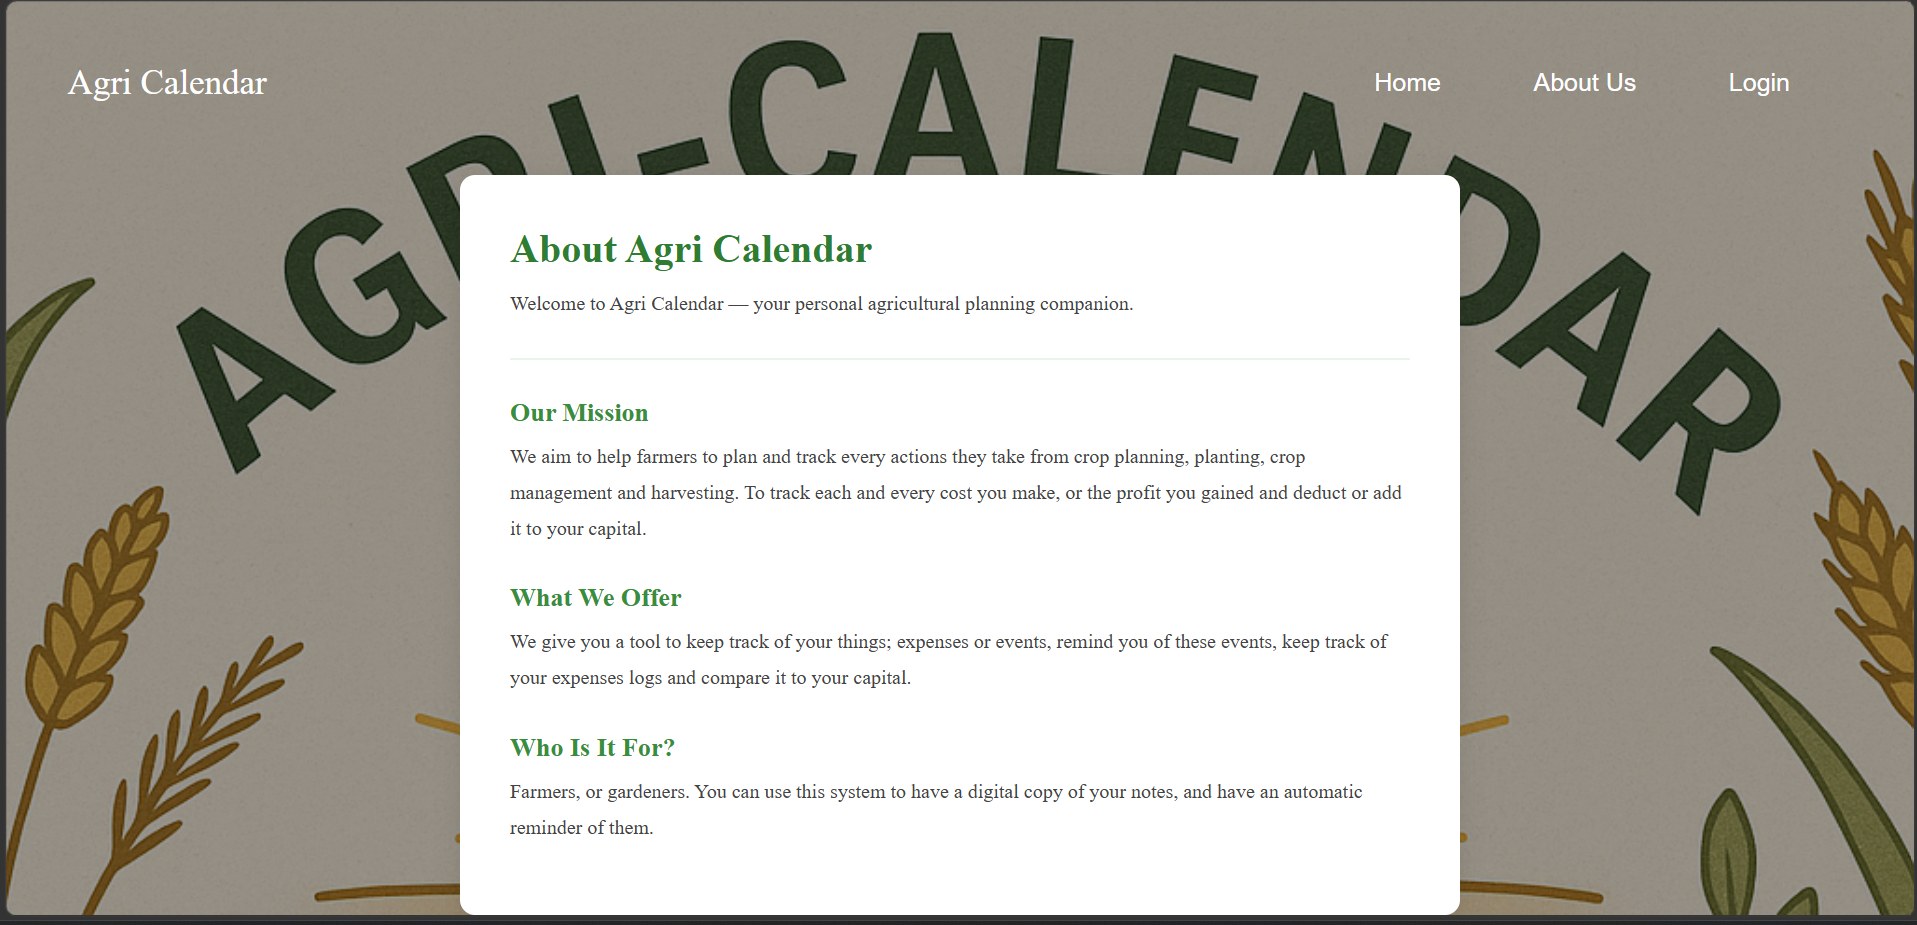 Agri Calendar
Home
About Us
Login
AGRI-CALENDAR
About Agri Calendar
Welcome to Agri Calendar — your personal agricultural planning companion.
Our Mission
We aim to help farmers to plan and track every actions they take from crop planning, planting, crop
management and harvesting. To track each and every cost you make, or the profit you gained and deduct or add
it to your capital.
What We Offer
We give you a tool to keep track of your things; expenses or events, remind you of these events, keep track of
your expenses logs and compare it to your capital.
Who Is It For?
Farmers, or gardeners. You can use this system to have a digital copy of your notes, and have an automatic
reminder of them.